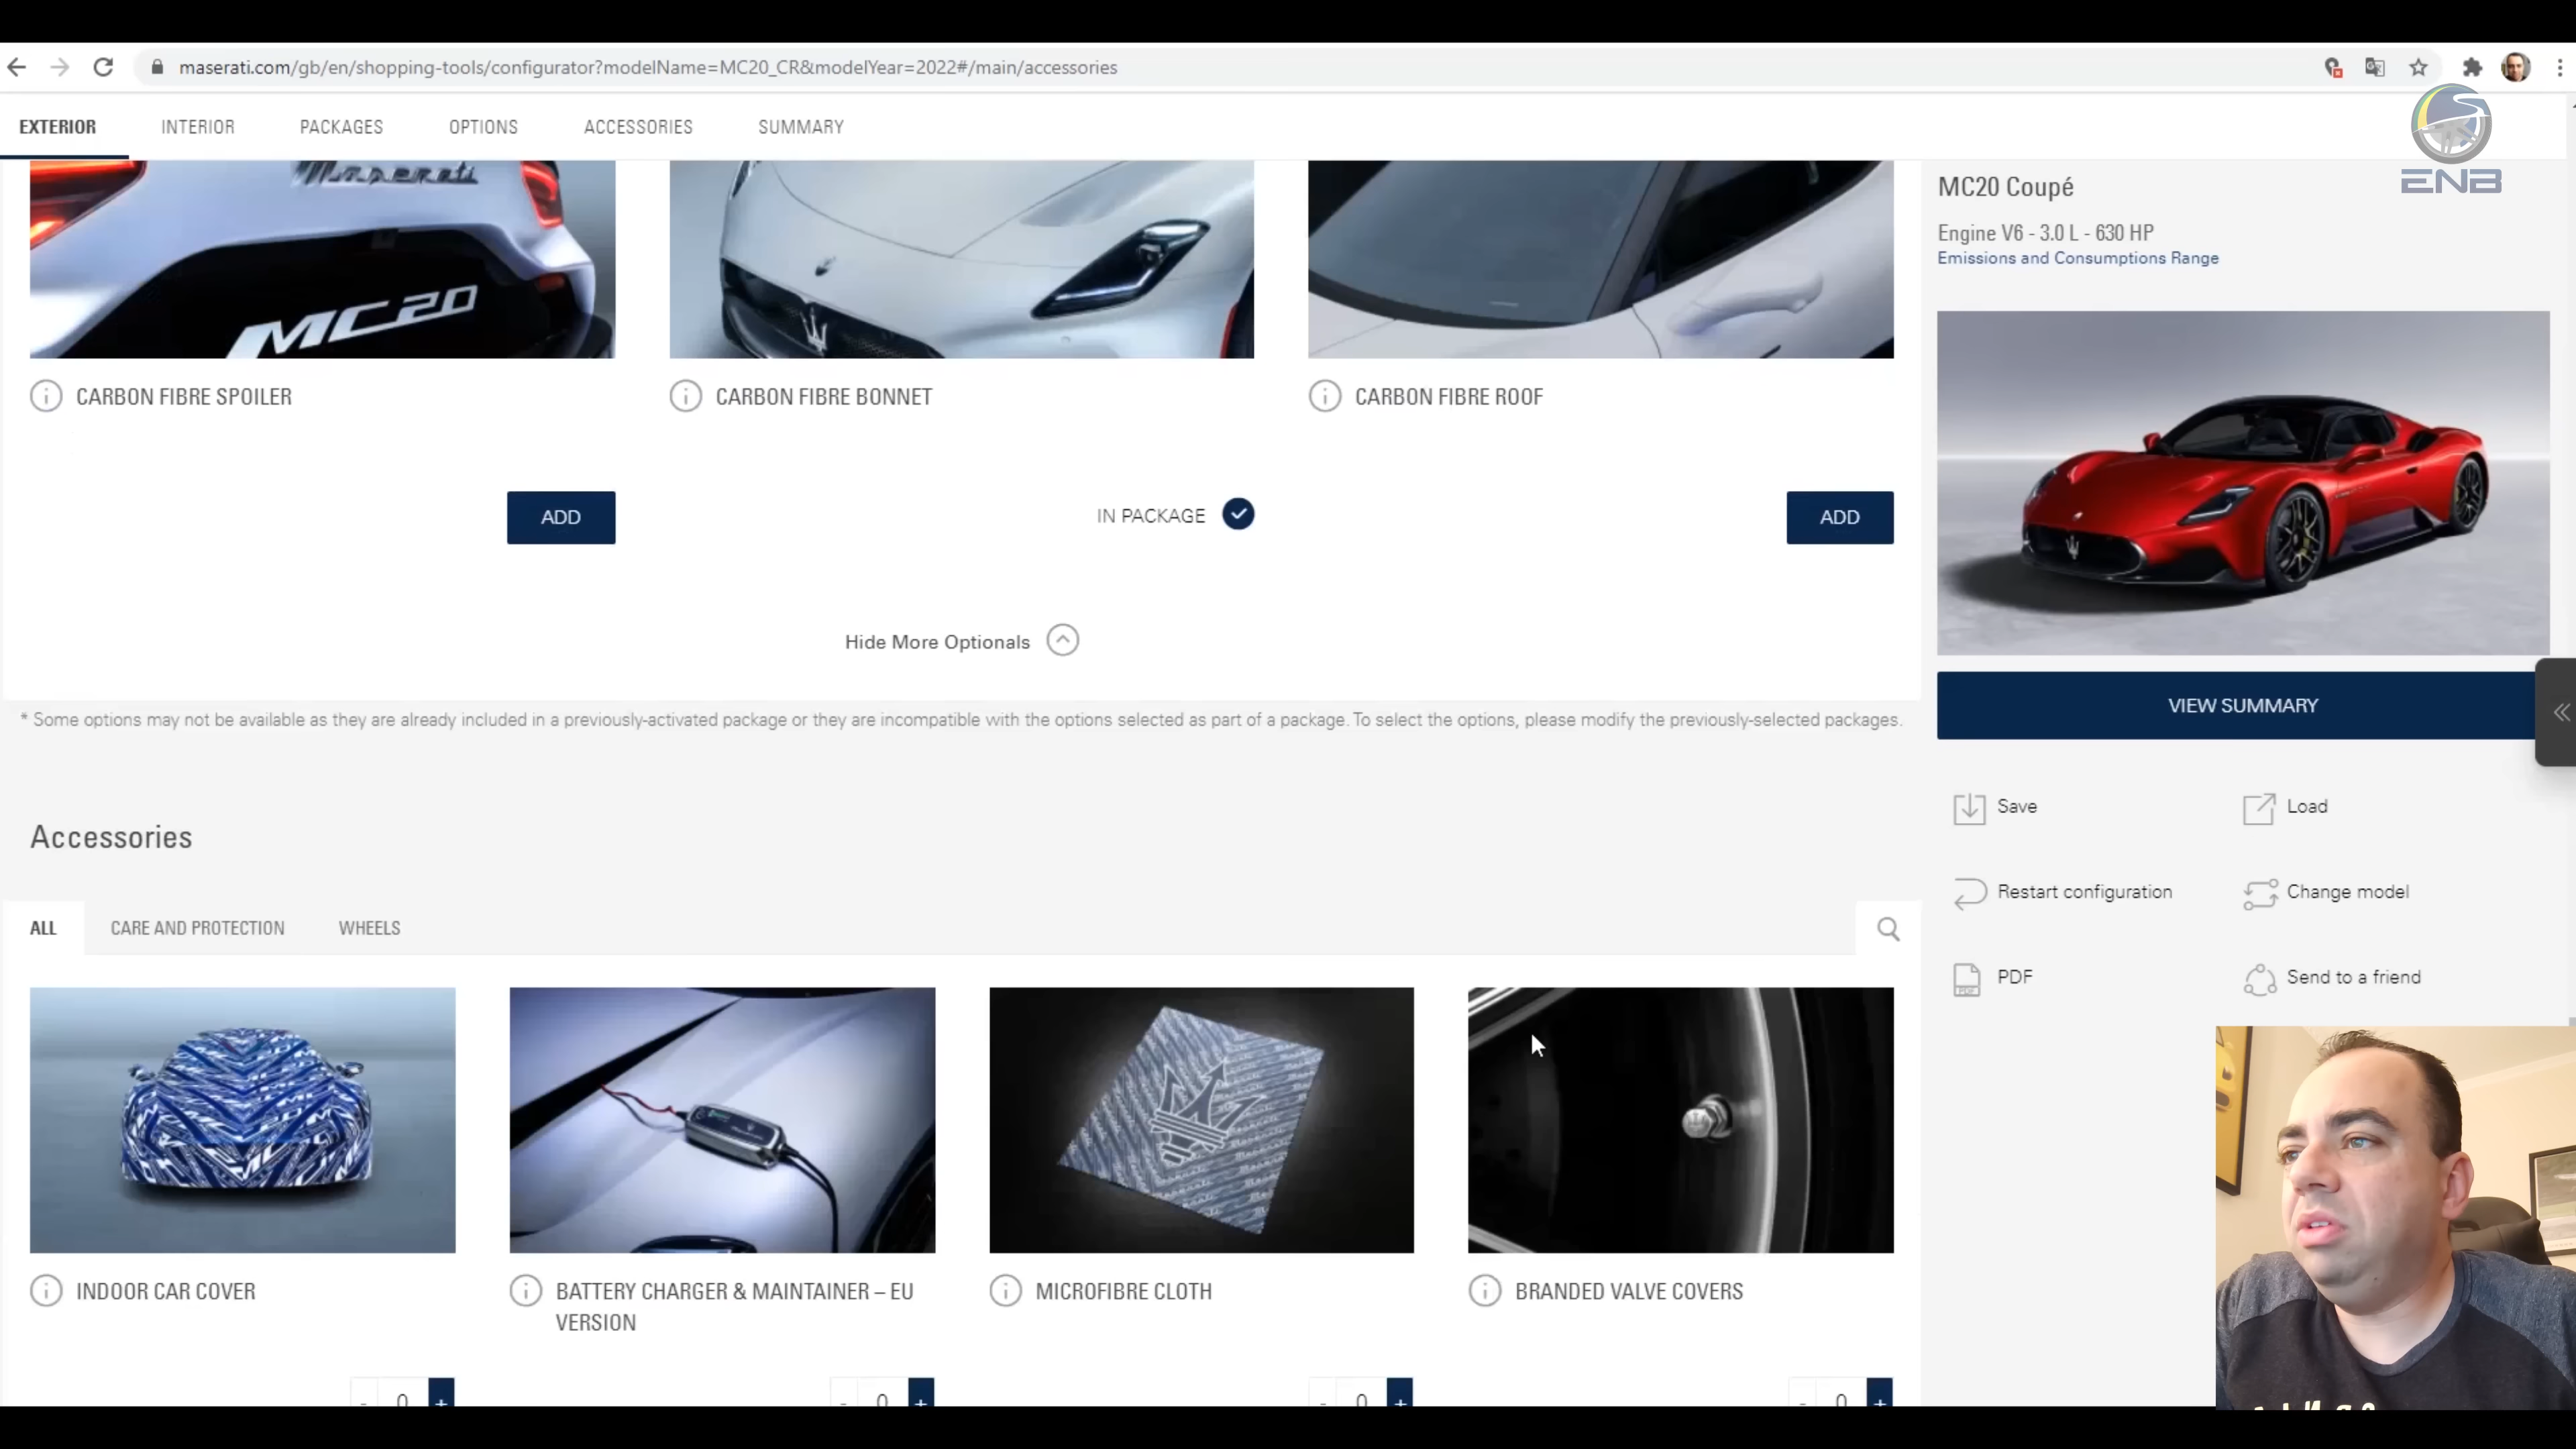 maserati.com/gb/en/shopping-tools/configurator?modelName=MC20_CR&modelYear=2022#/main/accessories
EXTERIOR
INTERIOR
PACKAGES
OPTIONS
ACCESSORIES
SUMMARY
ENB
Maserati
MC20
CARBON FIBRE SPOILER
CARBON FIBRE BONNET
CARBON FIBRE ROOF
ADD
IN PACKAGE
ADD
Hide More Optionals
* Some options may not be available as they are already included in a previously-activated package or they are incompatible with the options selected as part of a package. To select the options, please modify the previously-selected packages.
MC20 Coupé
Engine V6 - 3.0 L - 630 HP
Emissions and Consumptions Range
VIEW SUMMARY
Save
Load
Restart configuration
Change model
PDF
Send to a friend
Accessories
ALL
CARE AND PROTECTION
WHEELS
INDOOR CAR COVER
BATTERY CHARGER & MAINTAINER – EU
VERSION
MICROFIBRE CLOTH
BRANDED VALVE COVERS
- 0 +
- 0 +
- 0 +
- 0 +